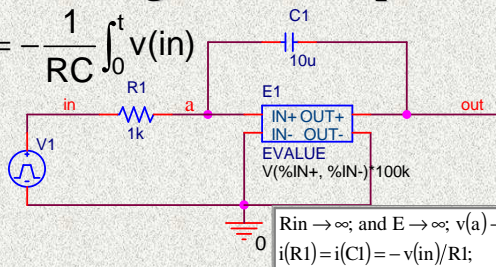 = -1/RC ∫₀ᵗ v(in)
C1
10u
in
R1
a
1k
E1
IN+ OUT+
IN- OUT-
EVALUATE
V(%IN+, %IN-)*100k
out
V1
0
Rin →∞; and E →∞; v(a)
i(R1) = i(C1) = – v(in)/R1;